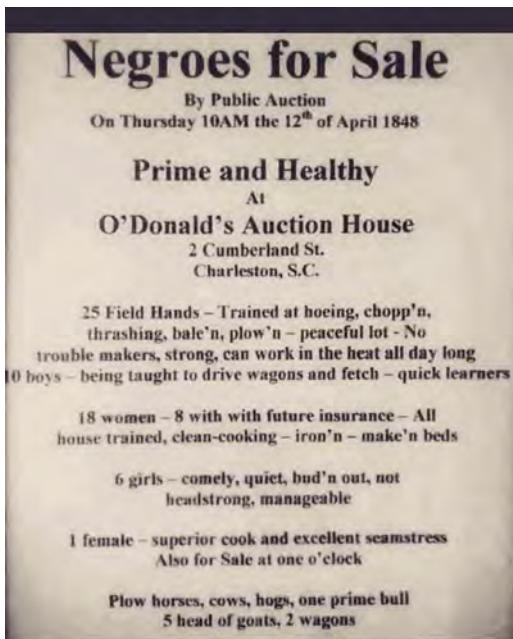 Negroes for Sale
By Public Auction
On Thursday 10AM the 12th of April 1848
Prime and Healthy
At
O'Donald's Auction House
2 Cumberland St.
Charleston, S.C.
25 Field Hands – Trained at hoeing, chopp'n,
thrashing, bale'n, plow'n – peaceful lot - No
trouble makers, strong, can work in the heat all day long
10 boys – being taught to drive wagons and fetch – quick learners
18 women – 8 with with future insurance – All
house trained, clean-cooking – iron'n – make'n beds
6 girls – comely, quiet, bud'n out, not
headstrong, manageable
1 female – superior cook and excellent seamstress
Also for Sale at one o'clock
Plow horses, cows, hogs, one prime bull
5 head of goats, 2 wagons